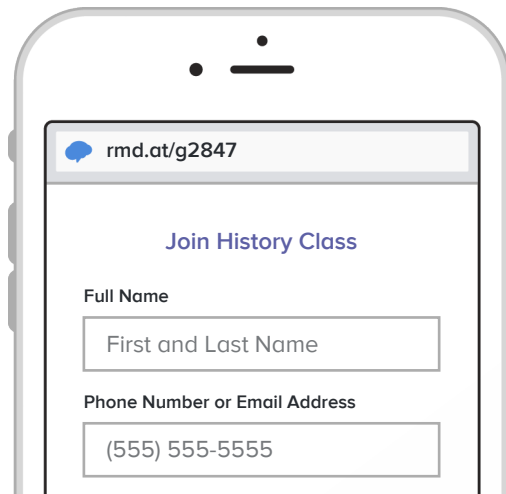 rmd.at/g2847
Join History Class
Full Name
First and Last Name
Phone Number or Email Address
(555) 555-5555